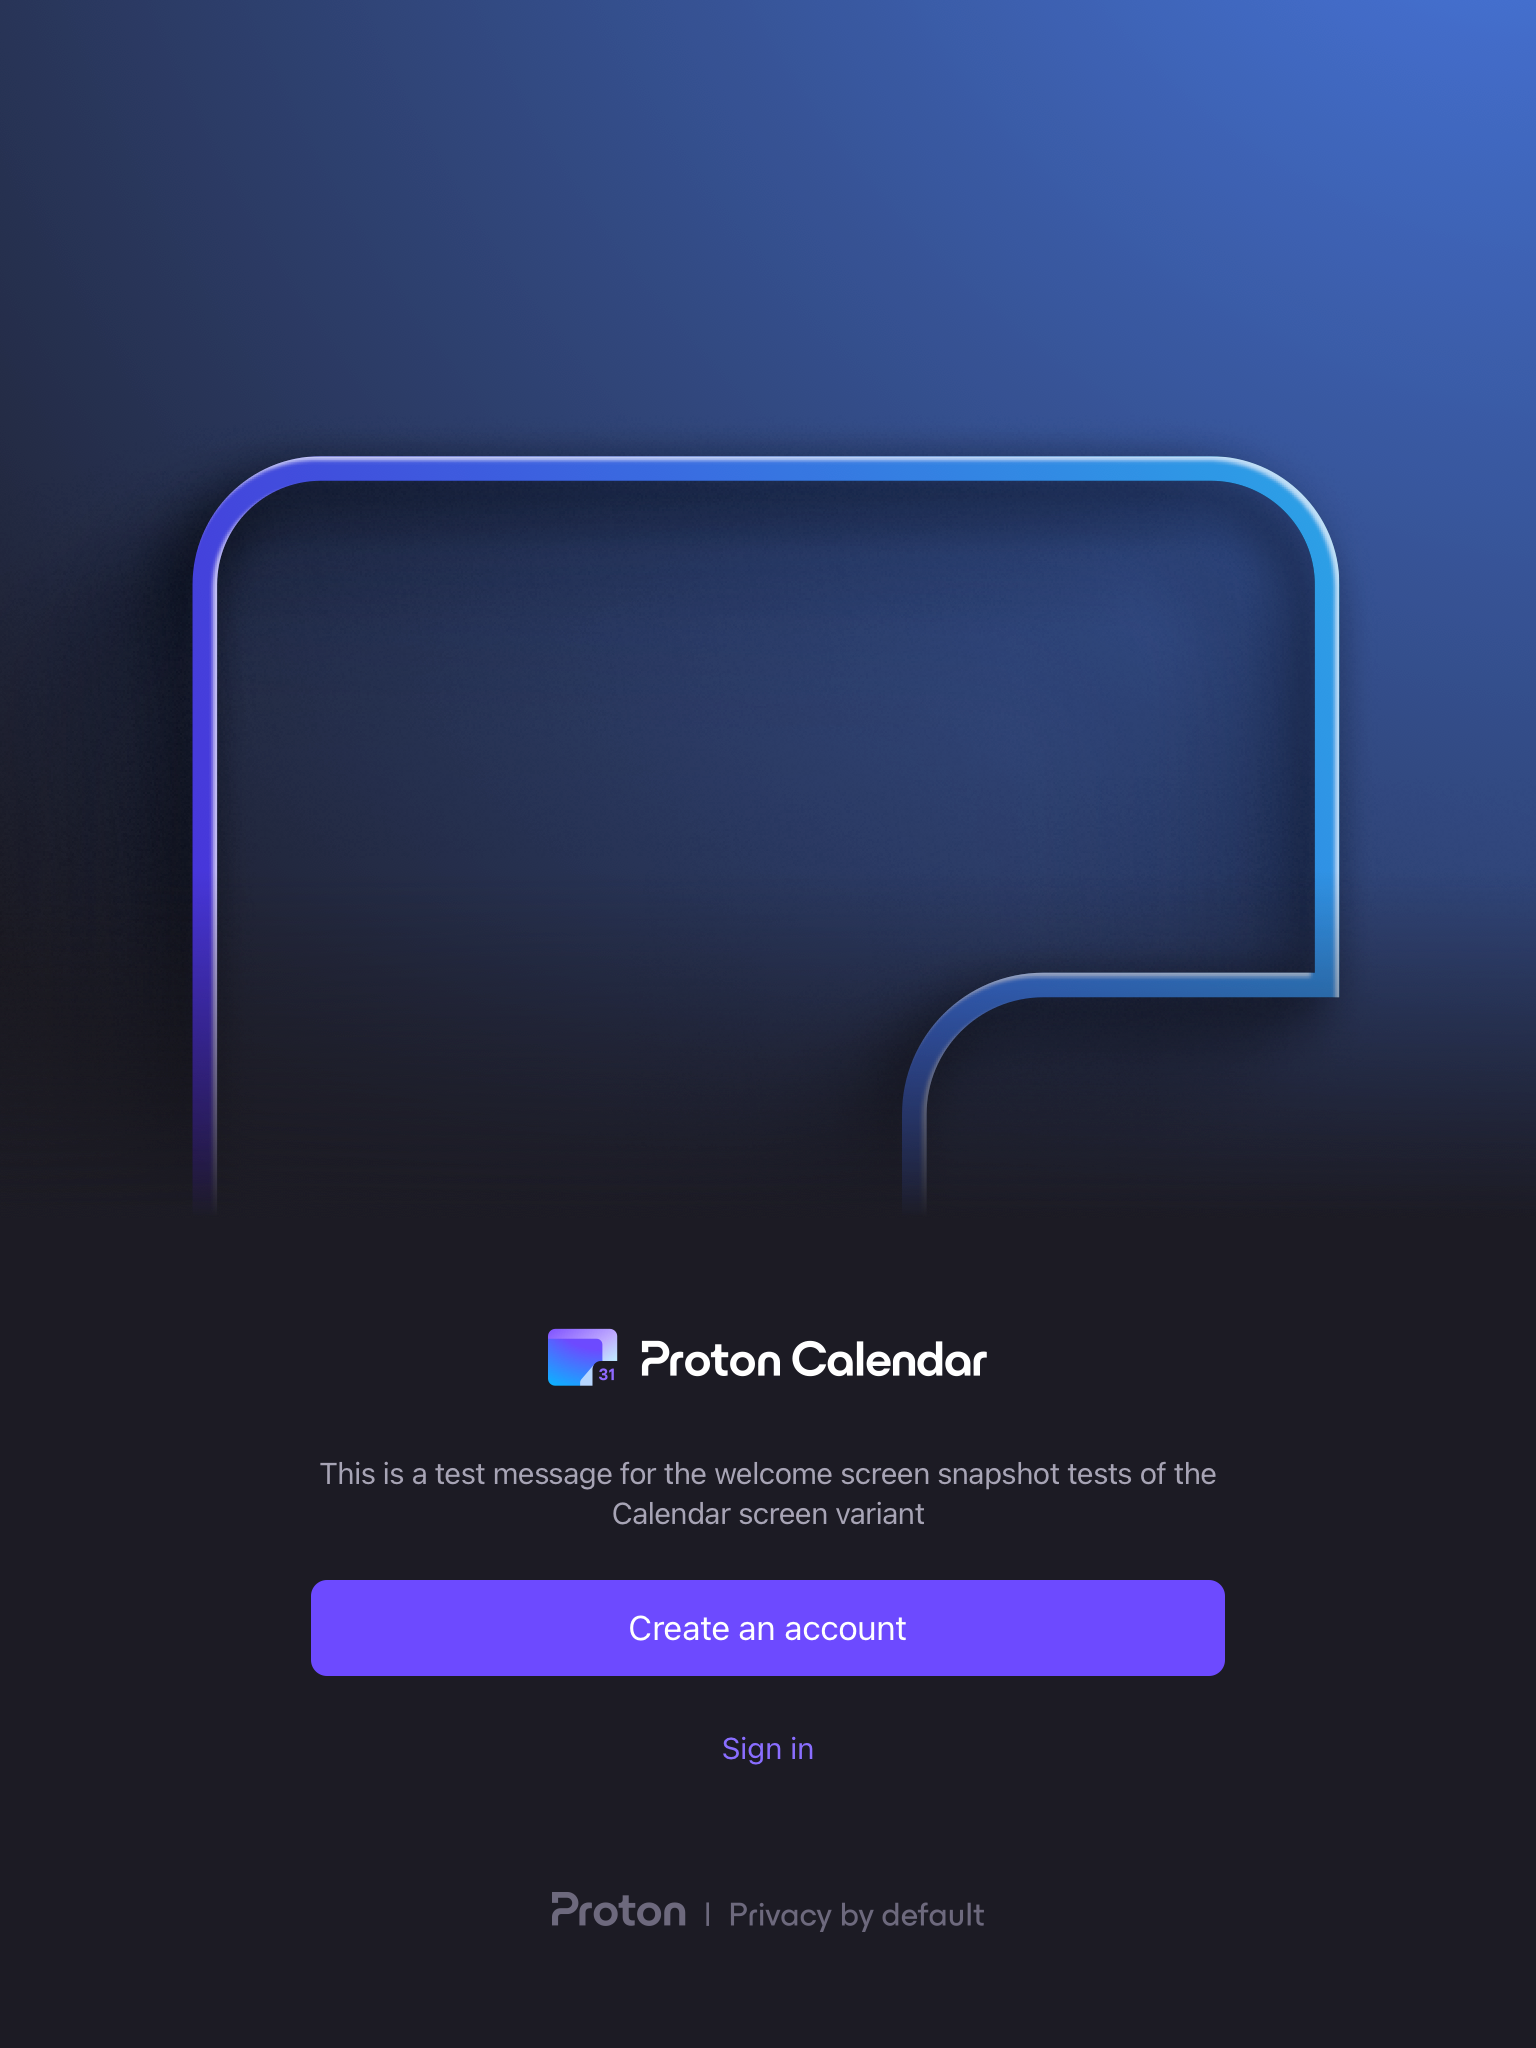 31
Proton Calendar
This is a test message for the welcome screen snapshot tests of the
Calendar screen variant
Create an account
Sign in
Proton | Privacy by default